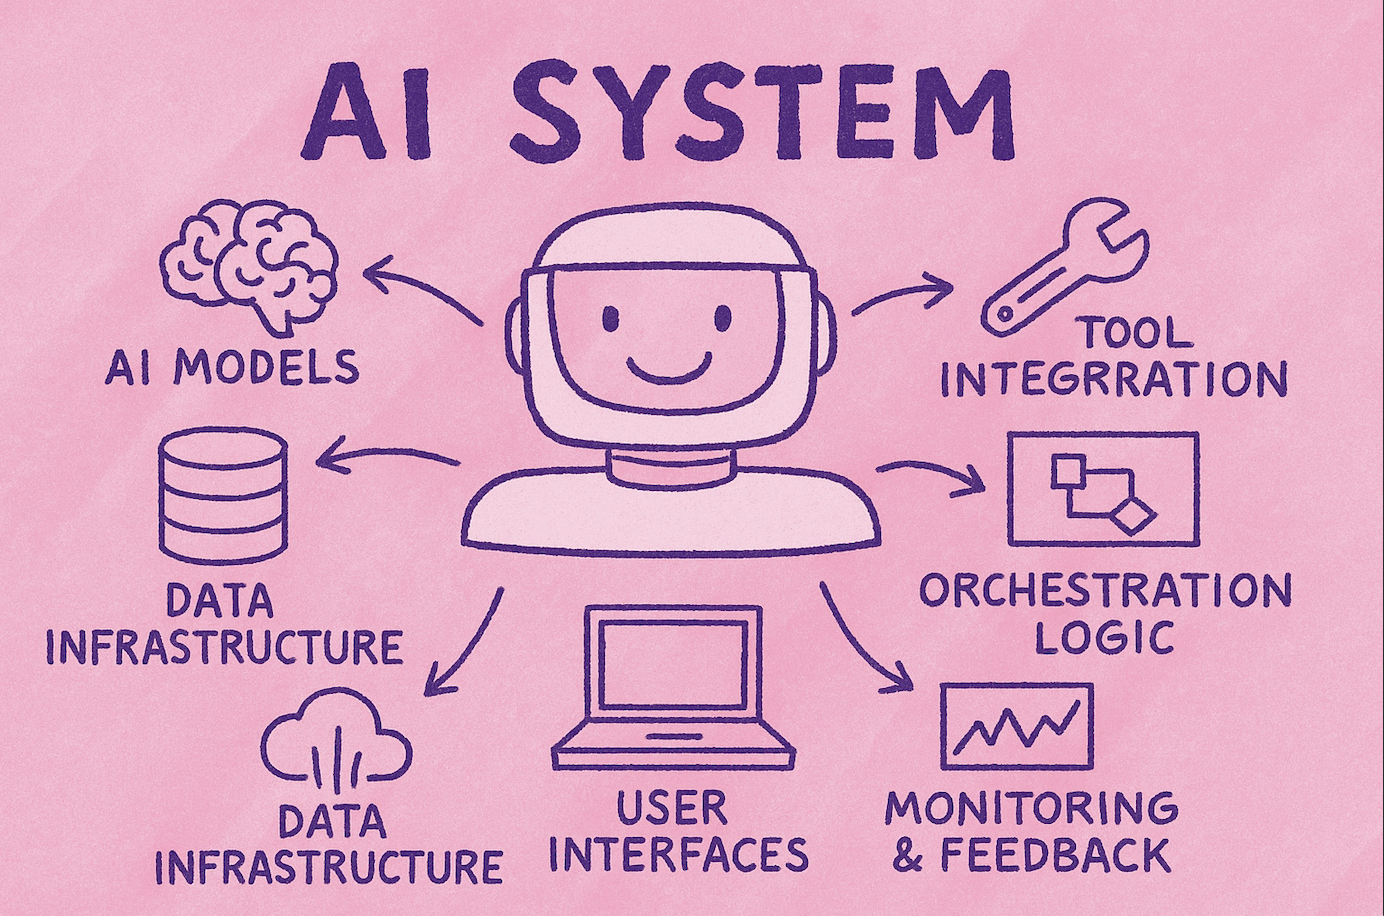 AI SYSTEM
AI MODELS
TOOL
INTEGRRATION
DATA
INFRASTRUCTURE
ORCHESTRATION
LOGIC
DATA
INFRASTRUCTURE
USER
INTERFACES
MONITORING
& FEEDBACK